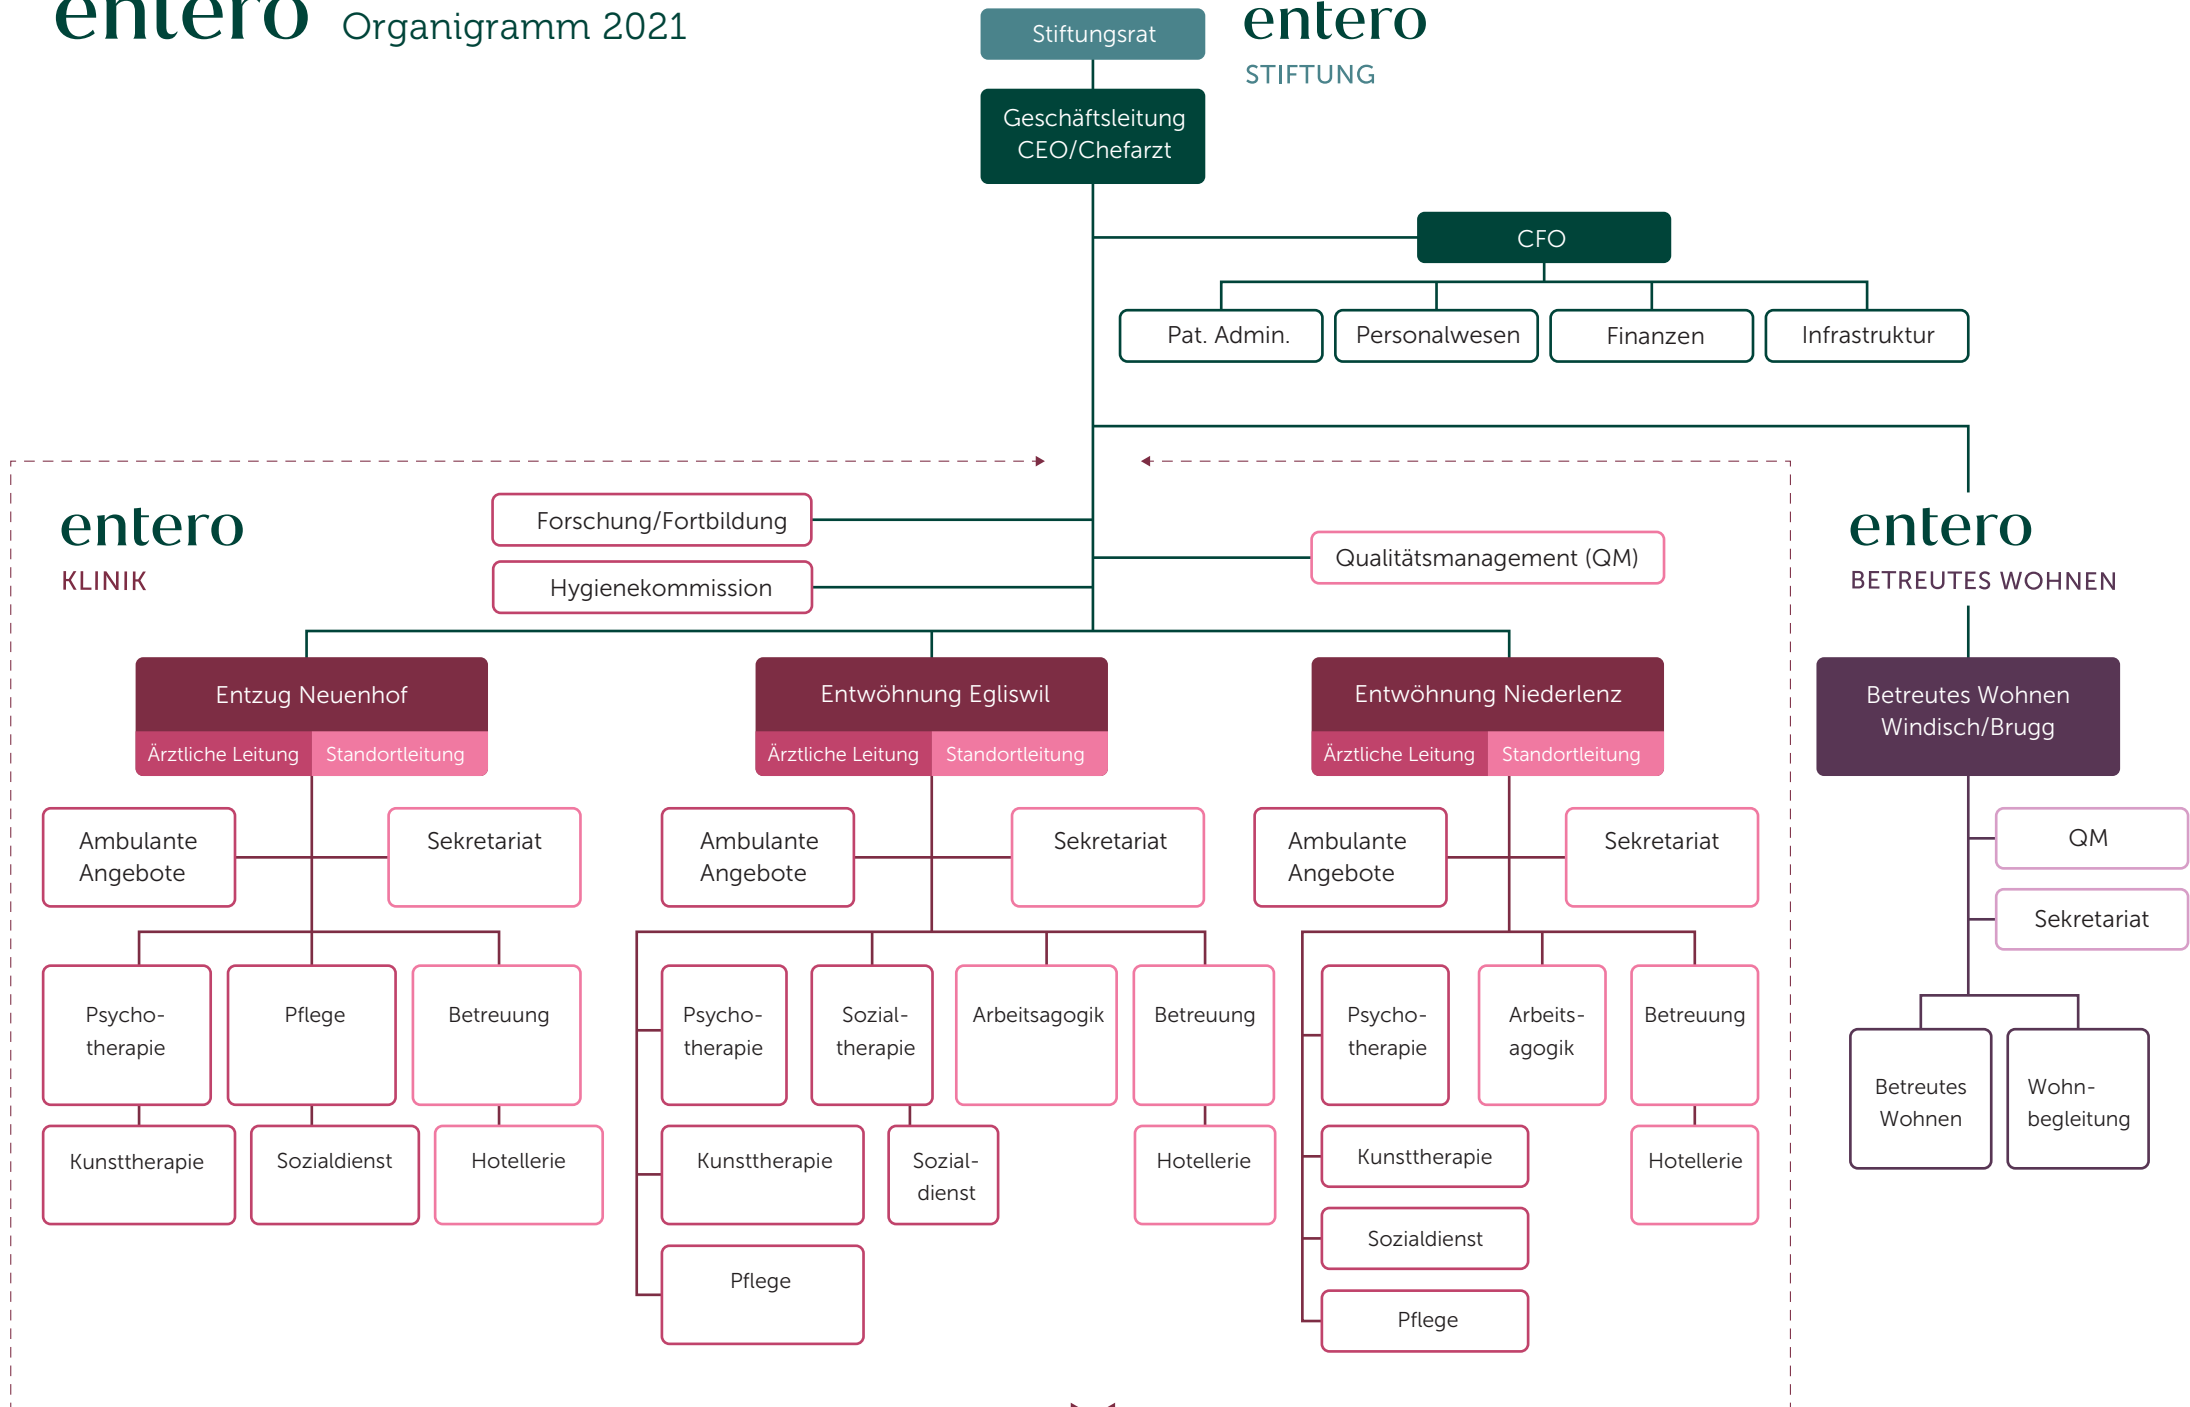 entero Organigramm 2021
Stiftungsrat
entero
STIFTUNG
Geschäftsleitung
CEO/Chefarzt
CFO
Pat. Admin.
Personalwesen
Finanzen
Infrastruktur
entero
KLINIK
Forschung/Fortbildung
Hygienekommission
Qualitätsmanagement (QM)
entero
BETREUTES WOHNEN
Entzug Neuenhof
Ärztliche Leitung
Standortleitung
Entwöhnung Egliswil
Ärztliche Leitung
Standortleitung
Entwöhnung Niederlenz
Ärztliche Leitung
Standortleitung
Betreutes Wohnen
Windisch/Brugg
Ambulante
Angebote
Sekretariat
Ambulante
Angebote
Sekretariat
Ambulante
Angebote
Sekretariat
QM
Sekretariat
Psycho-
therapie
Pflege
Betreuung
Psycho-
therapie
Sozial-
therapie
Arbeitsagogik
Betreuung
Psycho-
therapie
Arbeits-
agogik
Betreuung
Betreutes
Wohnen
Wohn-
begleitung
Kunsttherapie
Sozialdienst
Hotellerie
Kunsttherapie
Sozial-
dienst
Hotellerie
Kunsttherapie
Hotellerie
Sozialdienst
Pflege
Pflege